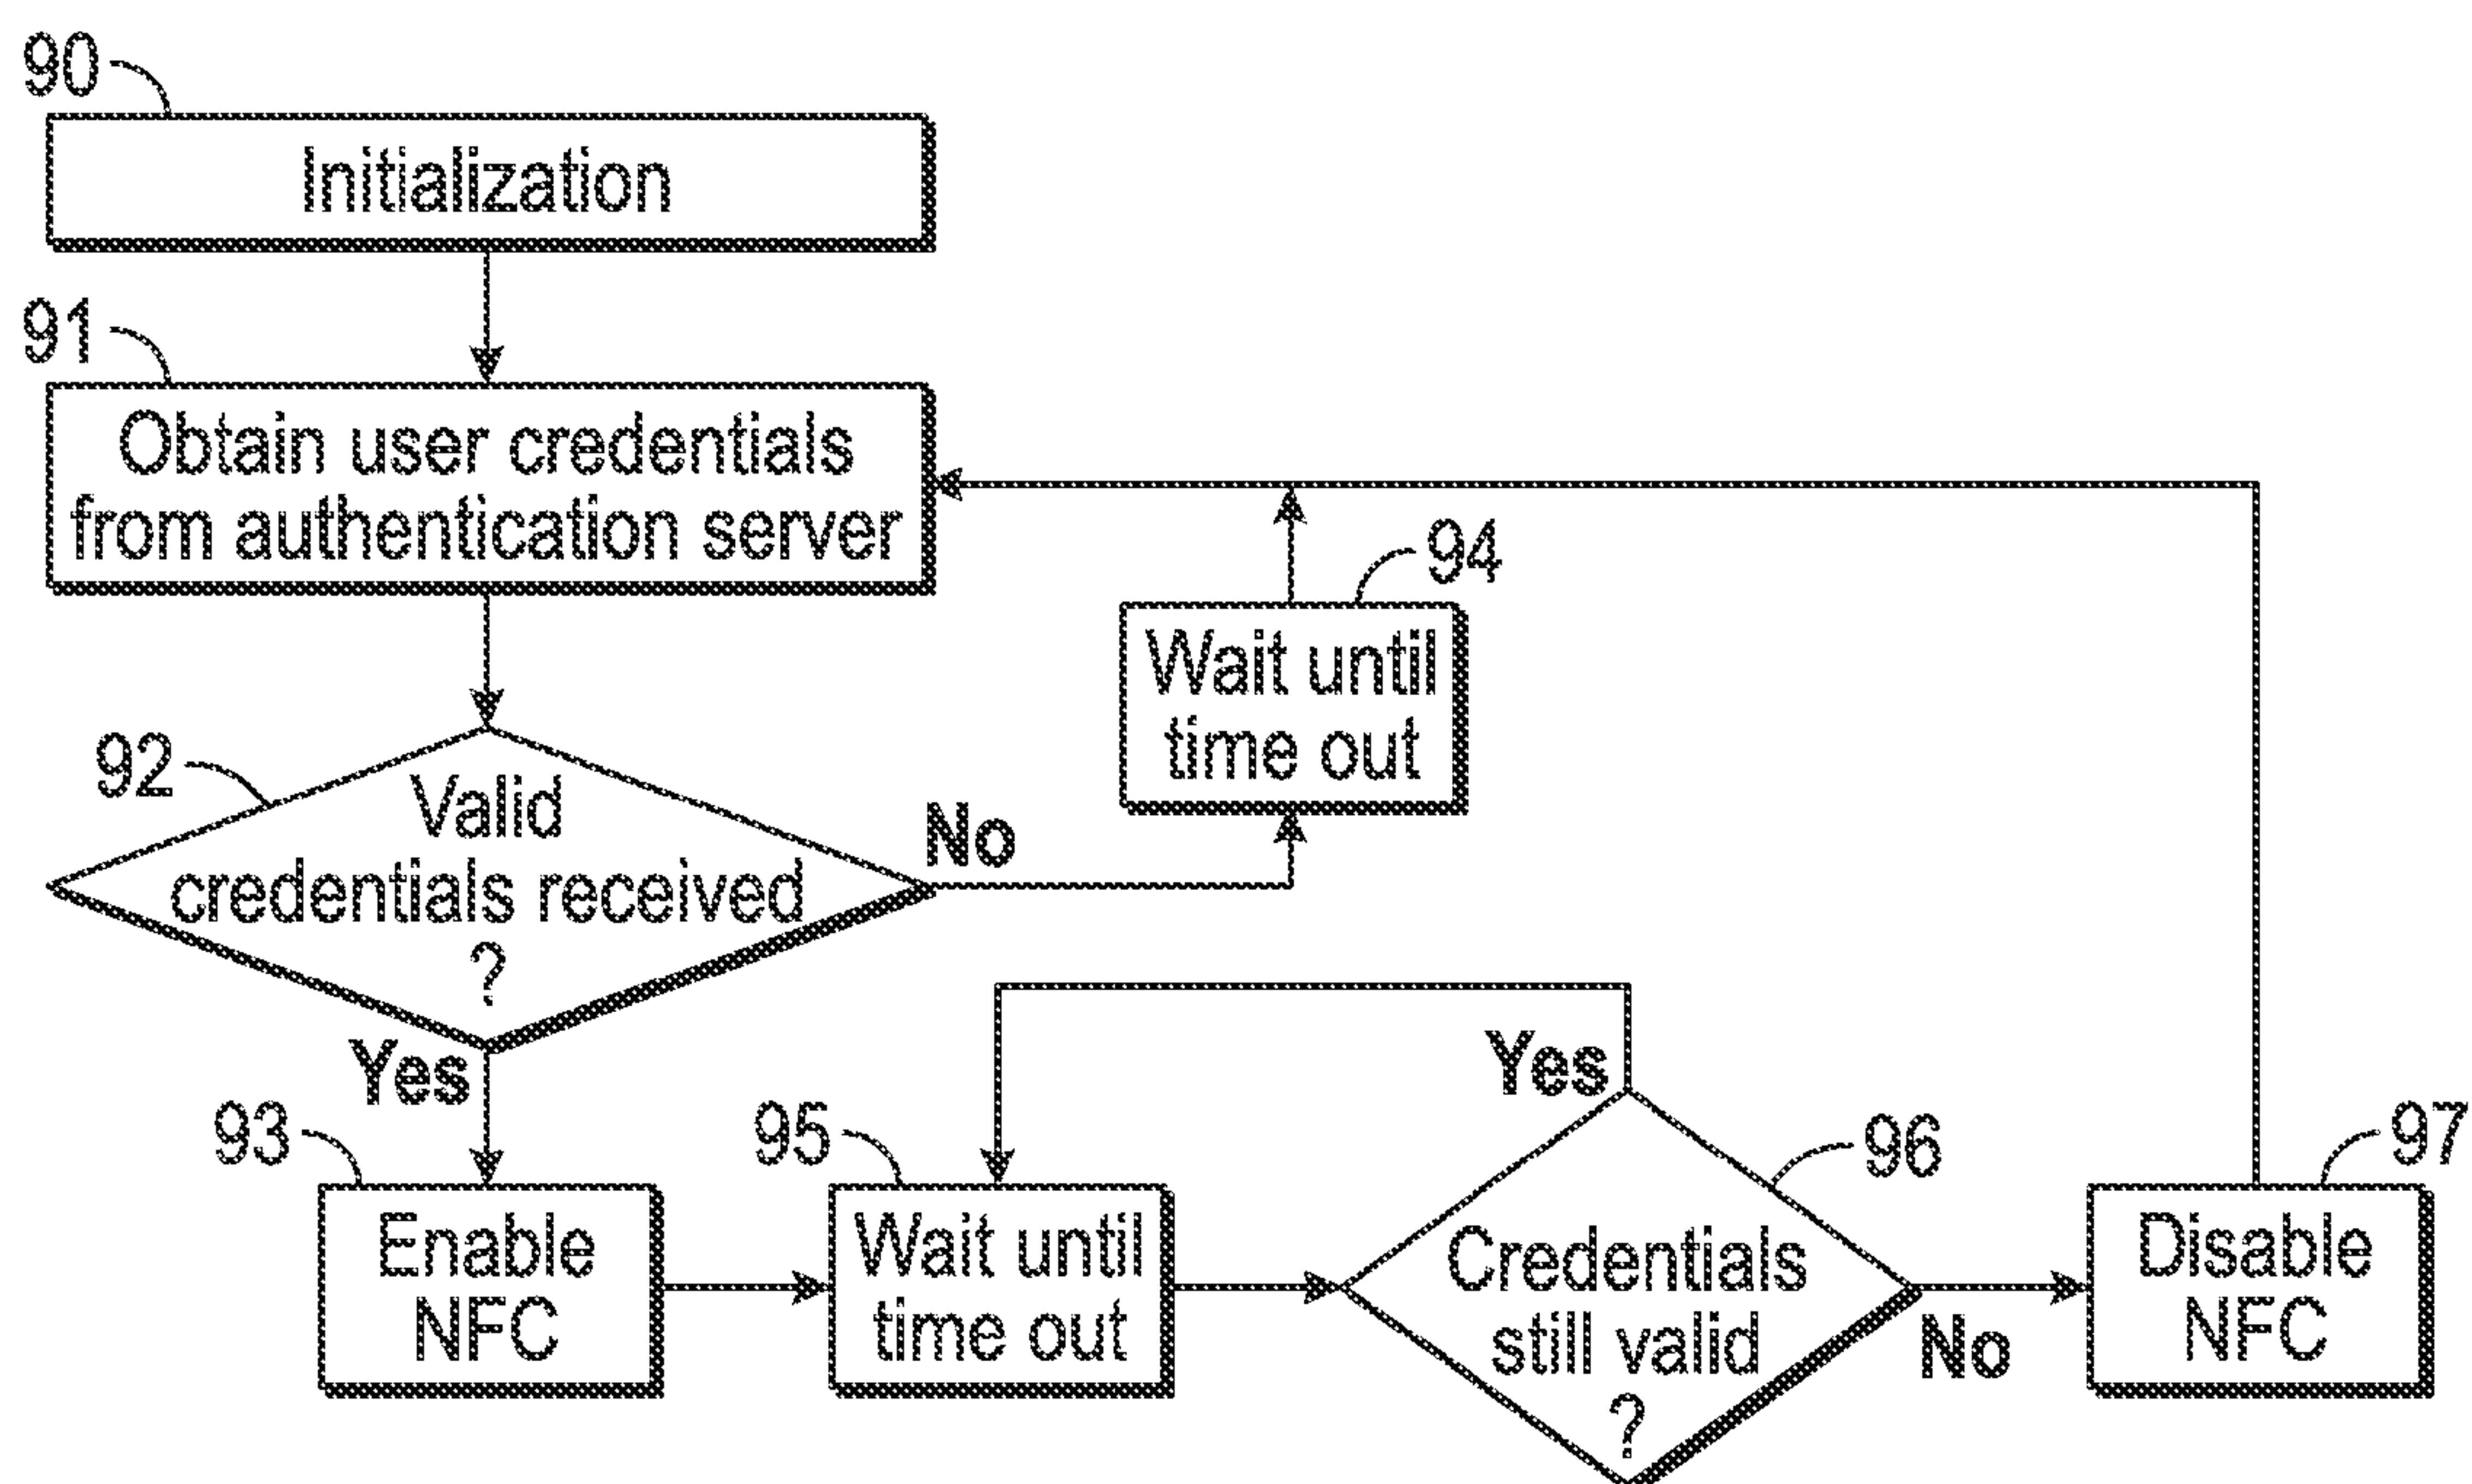 90
Initialization
91
Obtain user credentials
from authentication server
94
Wait until
time out
92
Valid
credentials received
?
No
Yes
93
Enable
NFC
95
Wait until
time out
Yes
96
Credentials
still valid
?
No
97
Disable
NFC